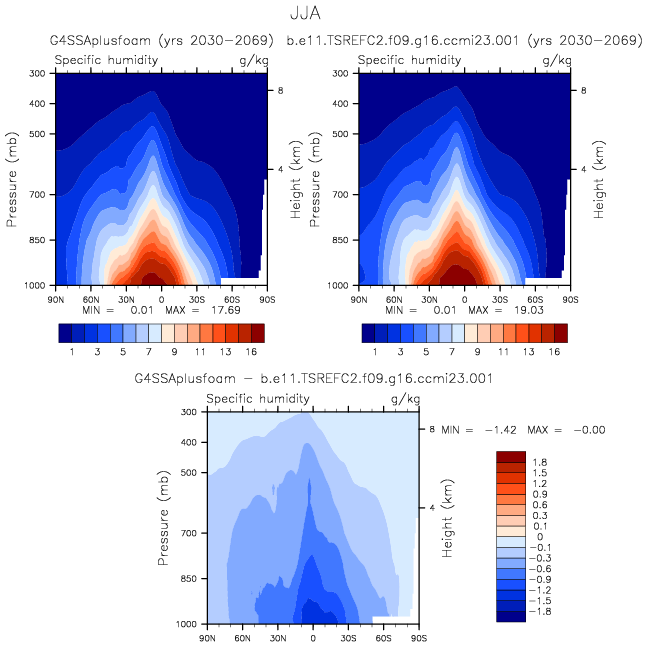 JJA
G4SSAplusfoam (yrs 2030-2069) b.e11.TSREFC2.f09.g16.ccmi23.001 (yrs 2030-2069)
Specific humidity g/kg Specific humidity g/kg
300 400 500 700 850 1000
Pressure (mb)
8 4
Height (km)
300 400 500 700 850 1000
Pressure (mb)
8 4
Height (km)
90N 60N 30N 0 30S 60S 90S 90N 60N 30N 0 30S 60S 90S
MIN = 0.01 MAX = 17.69 MIN = 0.01 MAX = 19.03
1 3 5 7 9 11 13 16 1 3 5 7 9 11 13 16
G4SSAplusfoam - b.e11.TSREFC2.f09.g16.ccmi23.001
Specific humidity g/kg
MIN = -1.42 MAX = -0.00
300 400 500 700 850 1000
Pressure (mb)
8 4
Height (km)
90N 60N 30N 0 30S 60S 90S
1.8
1.5
1.2
0.9
0.6
0.3
0.1
0
-0.1
-0.3
-0.6
-0.9
-1.2
-1.5
-1.8